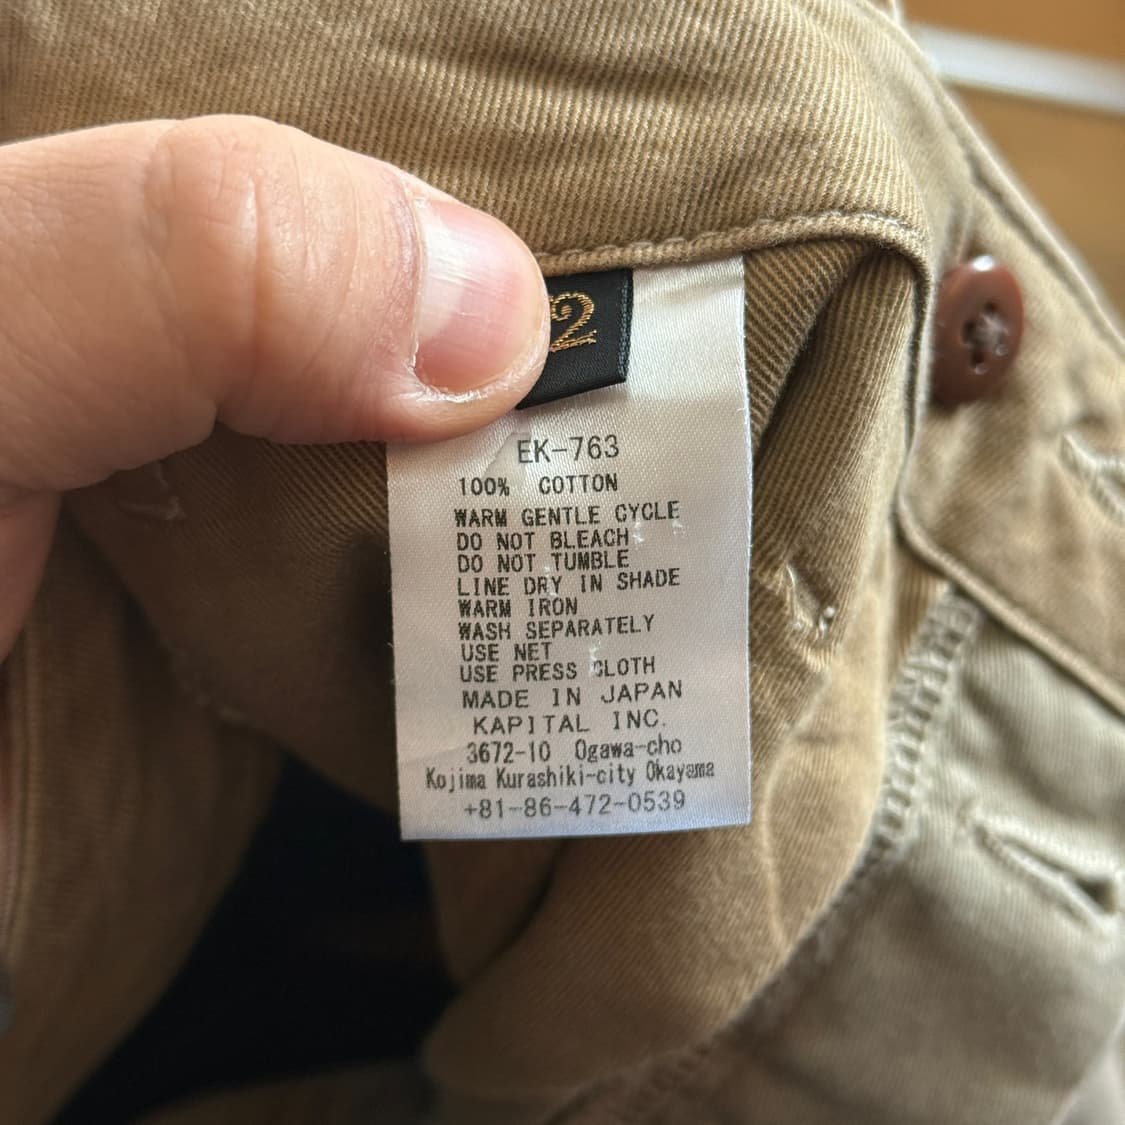 2
EK-763
100% COTTON
WARM GENTLE CYCLE
DO NOT BLEACH
DO NOT TUMBLE
LINE DRY IN SHADE
WARM IRON
WASH SEPARATELY
USE NET
USE PRESS CLOTH
MADE IN JAPAN
KAPITAL INC.
3672-10 Ogawa-cho
Kojima Kurashiki-city Okayama
+81-86-472-0539